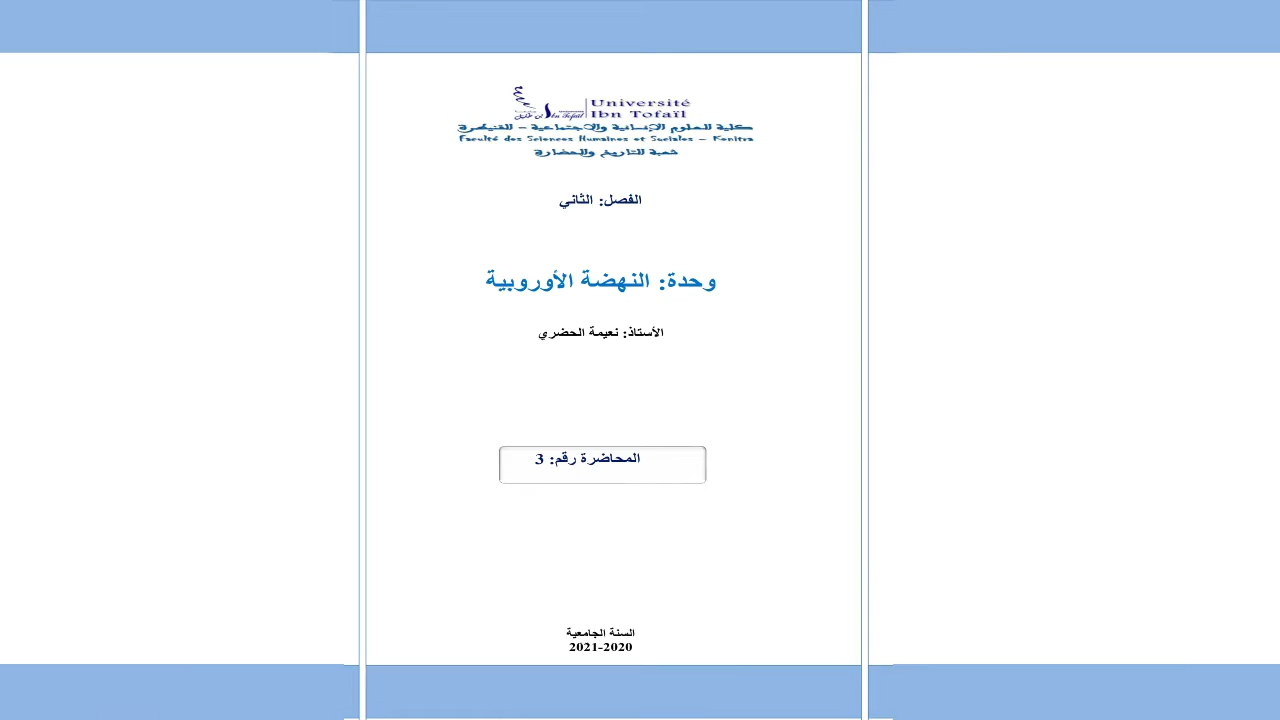 Université
Ibn Tofaïl
كلية العلوم الإنسانية والاجتماعية – القنيطرة
Faculté des Sciences Humaines et Sociales – Kenitra
شعبة التاريخ والحضارة
الفصل: الثاني
وحدة: النهضة الأوروبية
الأستاذ: نعيمة الحضري
المحاضرة رقم: 3
السنة الجامعية
2021-2020